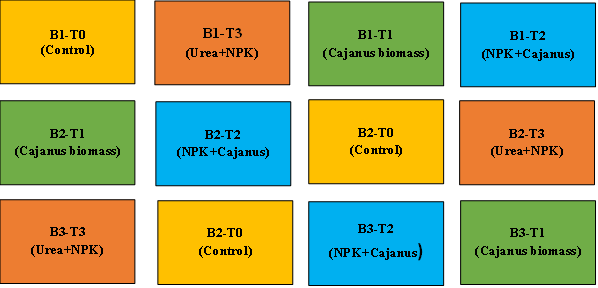 B1-T0
(Control)
B1-T3
(Urea+NPK)
B1-T1
(Cajanus biomass)
B1-T2
(NPK+Cajanus)
B2-T1
(Cajanus biomass)
B2-T2
(NPK+Cajanus)
B2-T0
(Control)
B2-T3
(Urea+NPK)
B3-T3
(Urea+NPK)
B2-T0
(Control)
B3-T2
(NPK+Cajanus)
B3-T1
(Cajanus biomass)